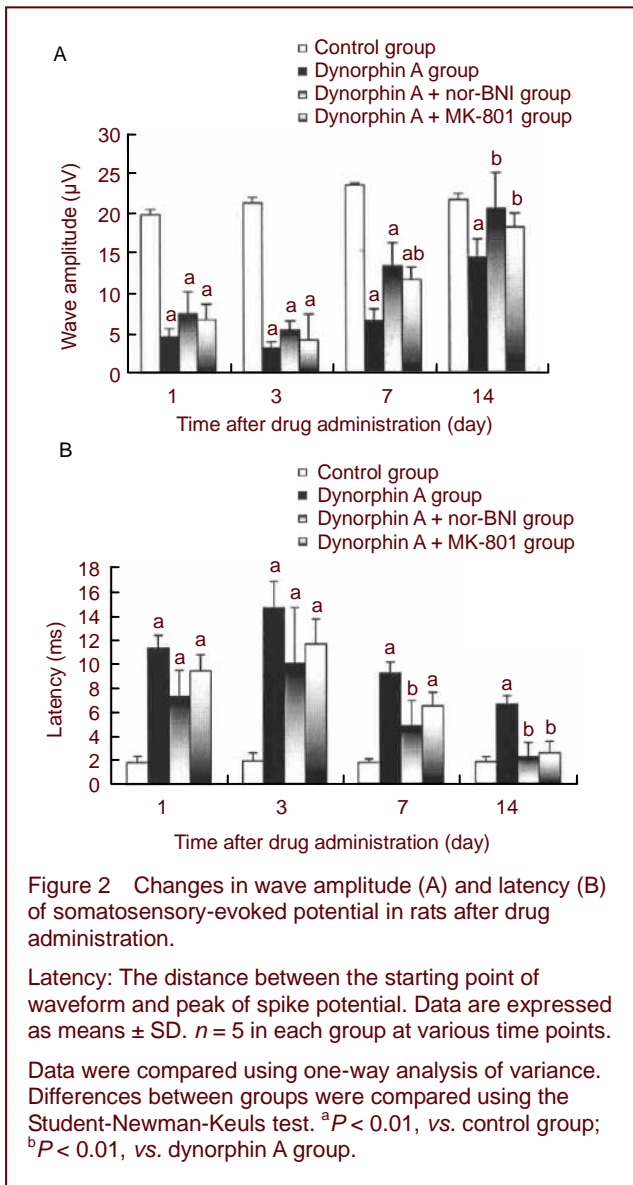 A
Control group
Dynorphin A group
Dynorphin A + nor-BNI group
Dynorphin A + MK-801 group
30
25
20
15
10
5
0
Wave amplitude (µV)
a
a
a
a
a
a
a
a
ab
a
b
b
1 3 7 14
Time after drug administration (day)
B
Control group
Dynorphin A group
Dynorphin A + nor-BNI group
Dynorphin A + MK-801 group
18
16
14
12
10
8
6
4
2
0
Latency (ms)
a
a
a
a
a
a
a
b
a
a
b
b
1 3 7 14
Time after drug administration (day)
Figure 2 Changes in wave amplitude (A) and latency (B)
of somatosensory-evoked potential in rats after drug
administration.
Latency: The distance between the starting point of
waveform and peak of spike potential. Data are expressed
as means ± SD. n = 5 in each group at various time points.
Data were compared using one-way analysis of variance.
Differences between groups were compared using the
Student-Newman-Keuls test. ᵃP < 0.01, vs. control group;
ᵇP < 0.01, vs. dynorphin A group.